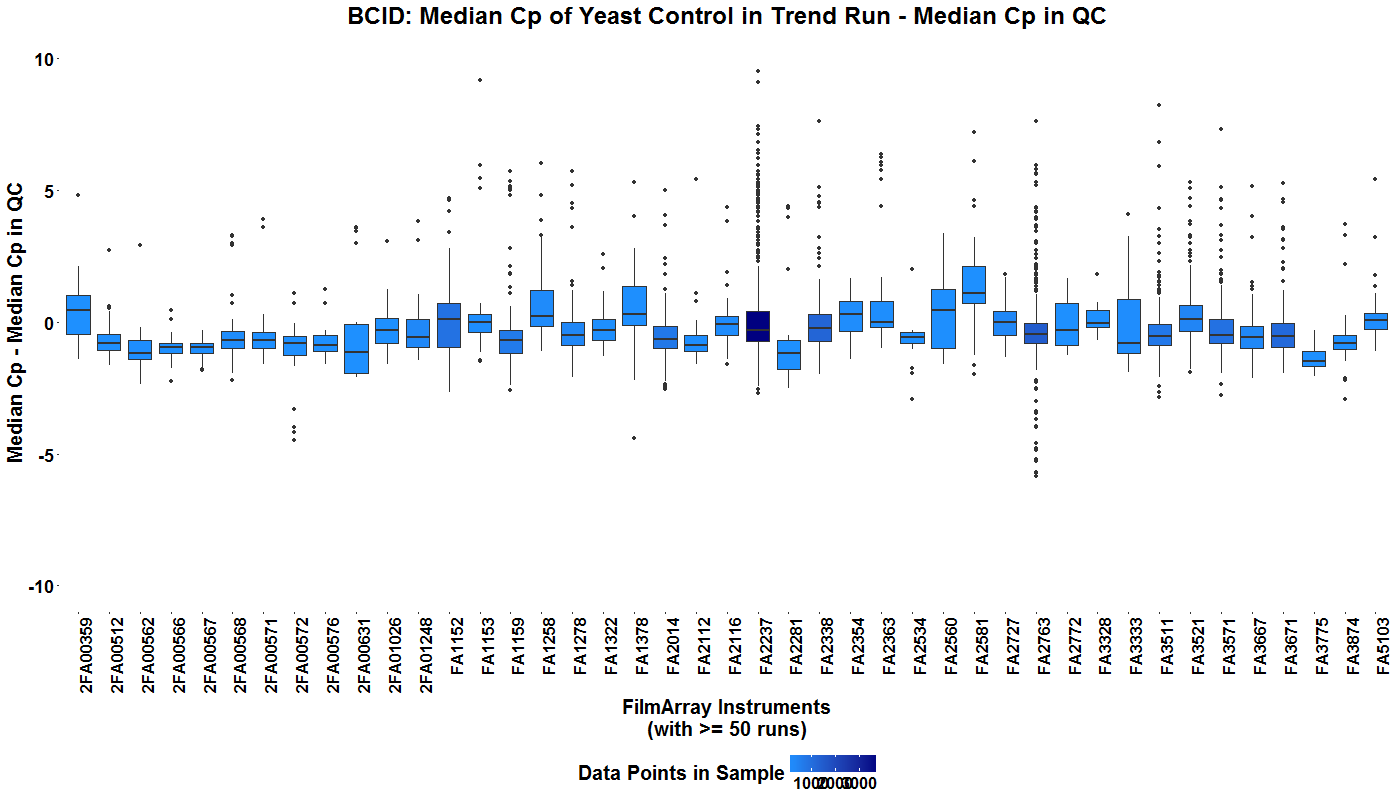 BCID: Median Cp of Yeast Control in Trend Run - Median Cp in QC
Median Cp - Median Cp in QC
10
5
0
-5
-10
2FA00359
2FA00512
2FA00562
2FA00566
2FA00567
2FA00568
2FA00571
2FA00572
2FA00576
2FA00631
2FA01026
2FA01248
FA1152
FA1153
FA1159
FA1258
FA1278
FA1322
FA1378
FA2014
FA2112
FA2116
FA2237
FA2281
FA2338
FA2354
FA2363
FA2534
FA2560
FA2581
FA2727
FA2763
FA2772
FA3328
FA3333
FA3511
FA3521
FA3571
FA3667
FA3671
FA3775
FA3874
FA5103
FilmArray Instruments
(with >= 50 runs)
Data Points in Sample
1000 2000 3000